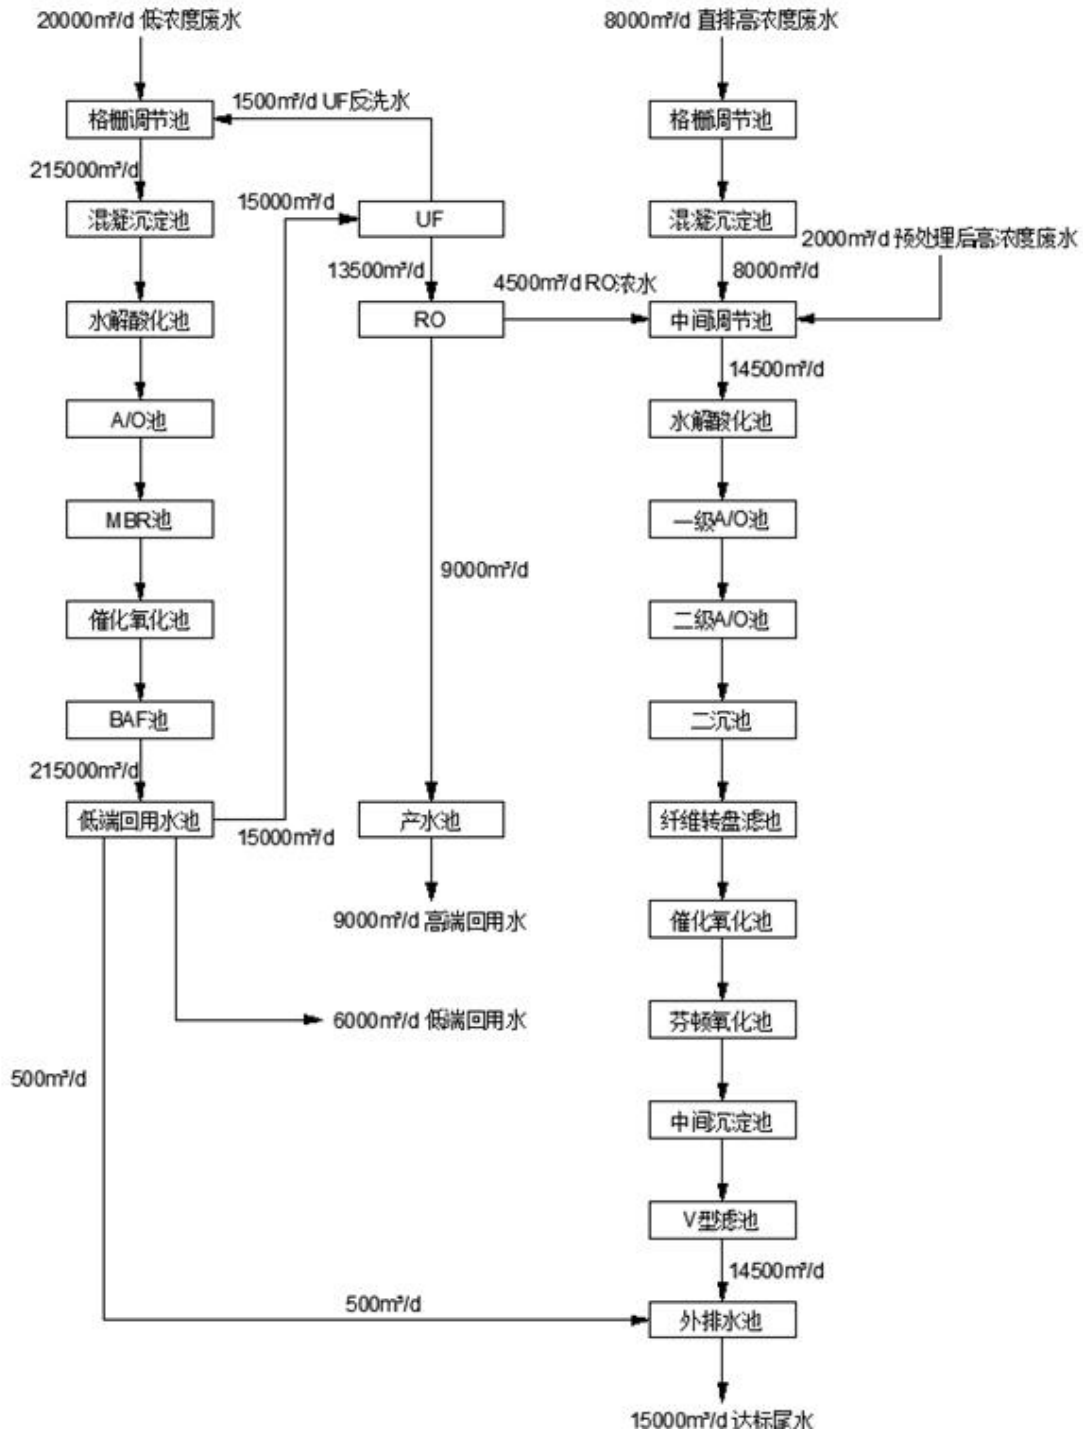 20000m³/d 低浓度废水
格栅调节池
215000m³/d
混凝沉淀池
水解酸化池
A/O池
MBR池
催化氧化池
BAF池
215000m³/d
低端回用水池
1500m³/d UF反洗水
15000m³/d
UF
13500m³/d
RO
4500m³/d RO浓水
9000m³/d
15000m³/d
产水池
9000m³/d 高端回用水
6000m³/d 低端回用水
500m³/d
500m³/d
8000m³/d 直排高浓度废水
格栅调节池
混凝沉淀池
2000m³/d 预处理后高浓度废水
8000m³/d
中间调节池
14500m³/d
水解酸化池
一级A/O池
二级A/O池
二沉池
纤维转盘滤池
催化氧化池
芬顿氧化池
中间沉淀池
V型滤池
14500m³/d
外排水池
15000m³/d 达标尾水